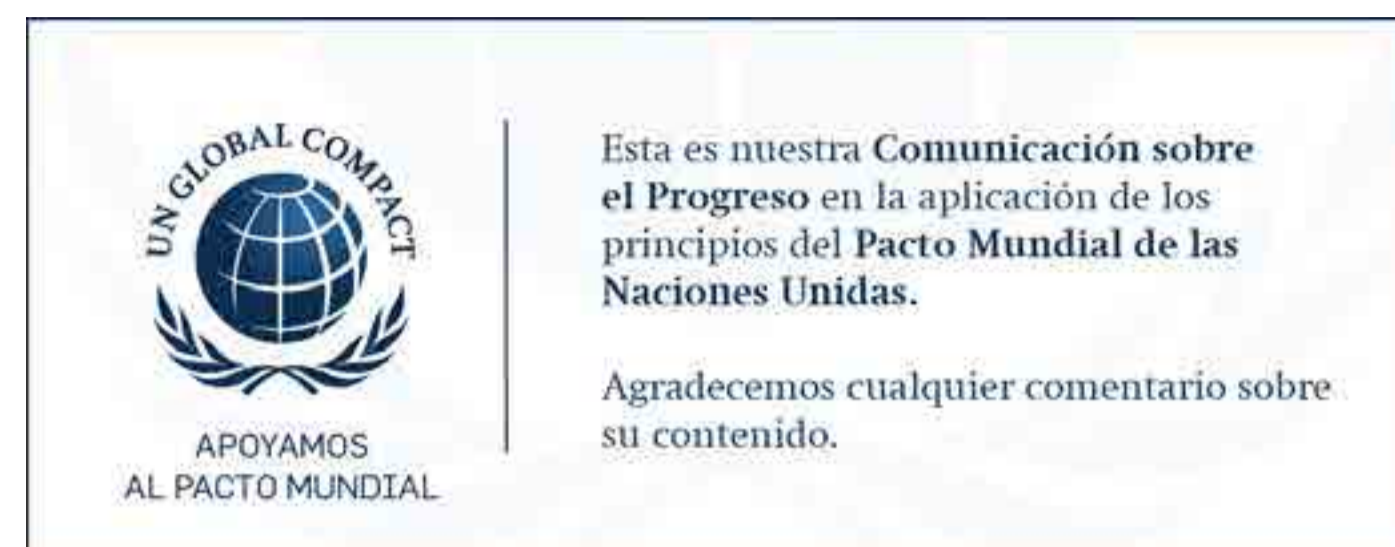 UN GLOBAL COMPACT
APOYAMOS
AL PACTO MUNDIAL
Esta es nuestra Comunicación sobre
el Progreso en la aplicación de los
principios del Pacto Mundial de las
Naciones Unidas.
Agradecemos cualquier comentario sobre
su contenido.